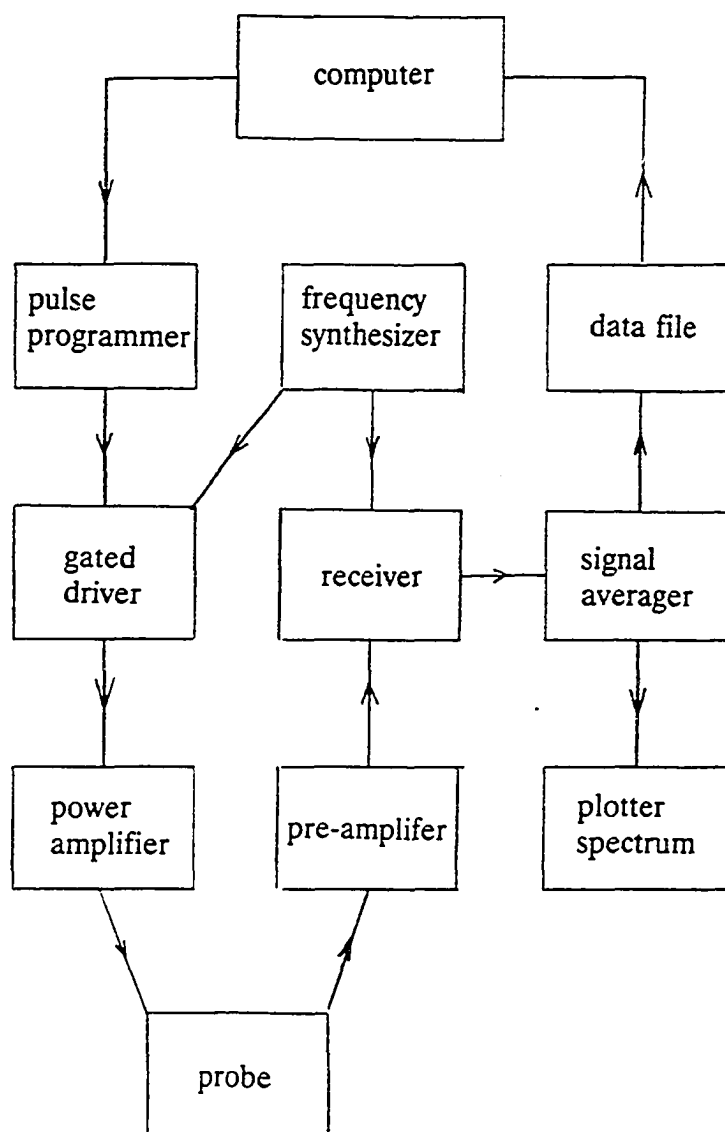 computer
pulse
programmer
frequency
synthesizer
data file
gated
driver
receiver
signal
averager
power
amplifier
pre-amplifer
plotter
spectrum
probe